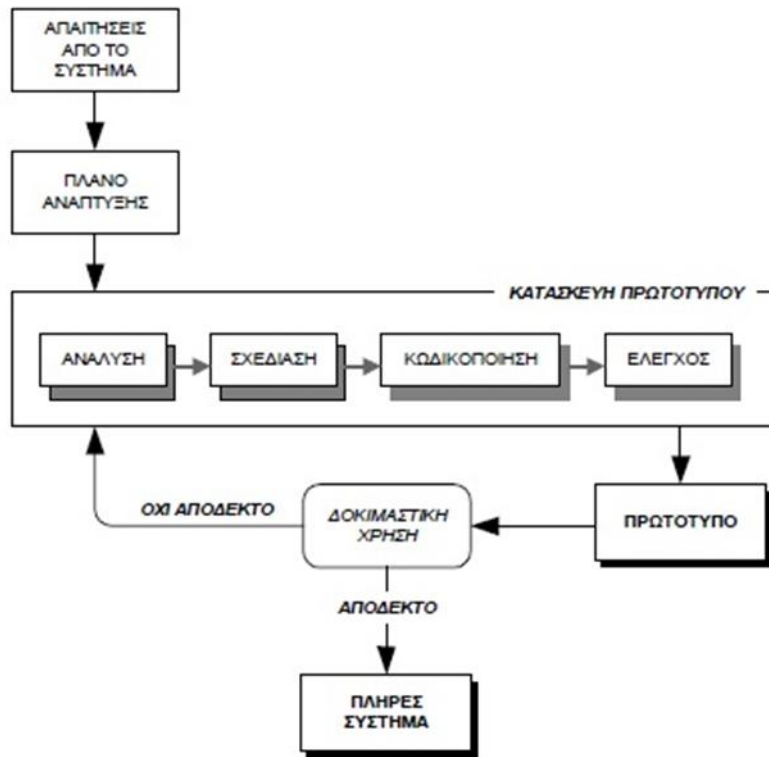 ΑΠΑΙΤΗΣΕΙΣ
ΑΠΟ ΤΟ
ΣΥΣΤΗΜΑ
ΠΛΑΝΟ
ΑΝΑΠΤΥΞΗΣ
ΚΑΤΑΣΚΕΥΗ ΠΡΩΤΟΤΥΠΟΥ
ΑΝΑΛΥΣΗ
ΣΧΕΔΙΑΣΗ
ΚΩΔΙΚΟΠΟΙΗΣΗ
ΕΛΕΓΧΟΣ
ΟΧΙ ΑΠΟΔΕΚΤΟ
ΔΟΚΙΜΑΣΤΙΚΗ
ΧΡΗΣΗ
ΠΡΩΤΟΤΥΠΟ
ΑΠΟΔΕΚΤΟ
ΠΛΗΡΕΣ
ΣΥΣΤΗΜΑ